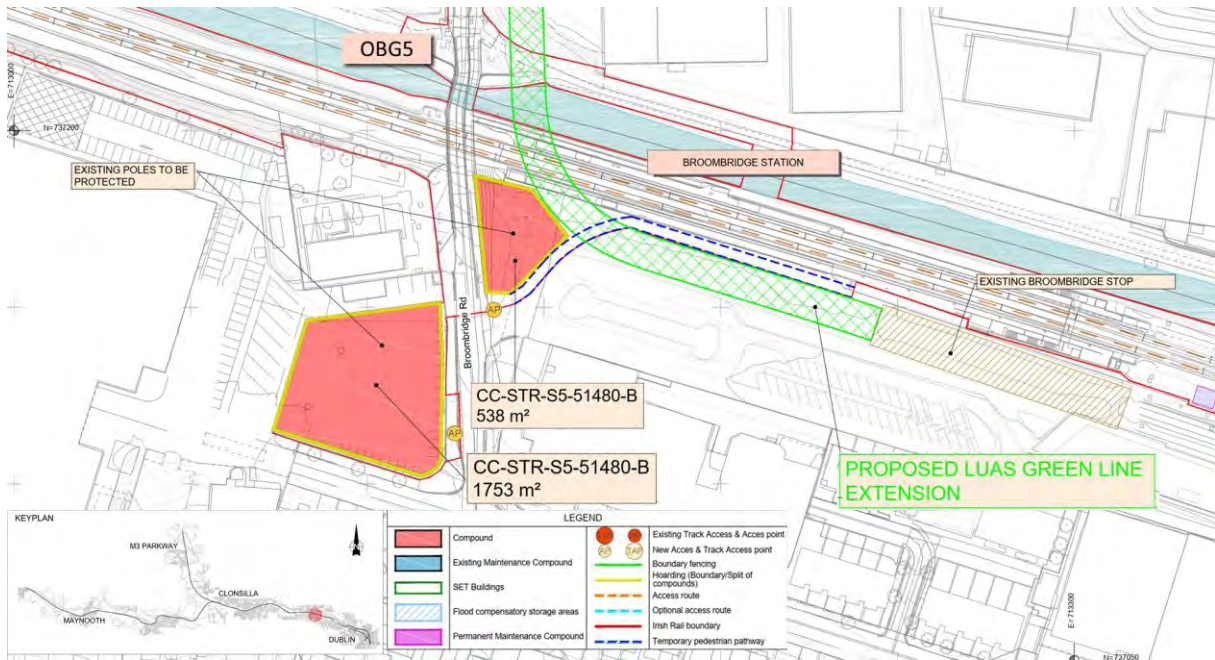 OBG5
E=713000
N=737200
EXISTING POLES TO BE
PROTECTED
BROOMBRIDGE STATION
EXISTING BROOMBRIDGE STOP
Broombridge Rd
AP
AP
CC-STR-S5-51480-B
538 m²
CC-STR-S5-51480-B
1753 m²
PROPOSED LUAS GREEN LINE
EXTENSION
E=713300
N=737050
KEYPLAN
M3 PARKWAY
CLONSILLA
MAYNOOTH
DUBLIN
LEGEND
Compound
Existing Maintenance Compound
SET Buildings
Flood compensatory storage areas
Permanent Maintenance Compound
Existing Track Access & Acces point
AP
TAP
New Acces & Track Access point
Boundary fencing
Hoarding (Boundary/Split of
compounds)
Access route
Optional access route
Irish Rail boundary
Temporary pedestrian pathway